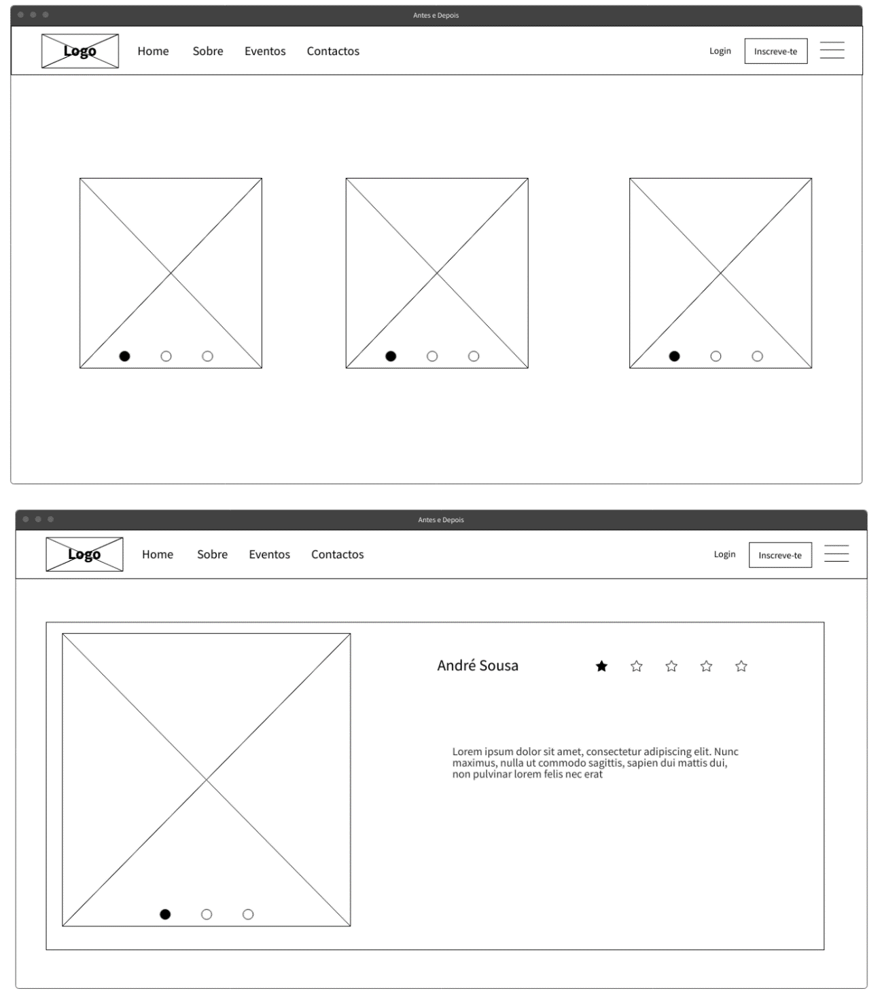 Antes e Depois
Logo Home Sobre Eventos Contactos Login Inscreve-te
Antes e Depois
Logo Home Sobre Eventos Contactos Login Inscreve-te
André Sousa
Lorem ipsum dolor sit amet, consectetur adipiscing elit. Nunc
maximus, nulla ut commodo sagittis, sapien dui mattis dui,
non pulvinar lorem felis nec erat